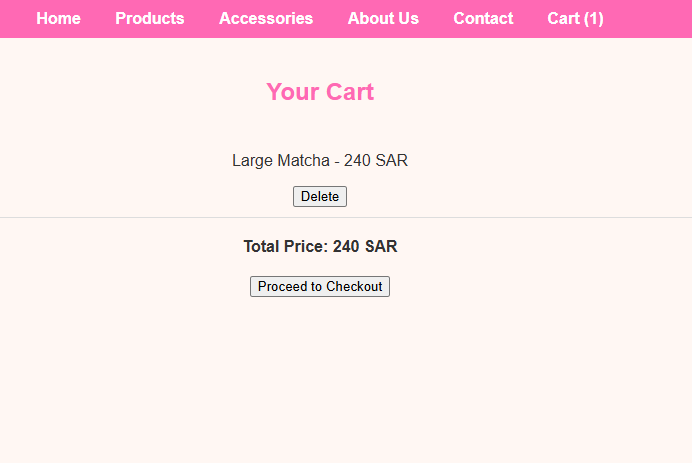 Home Products Accessories About Us Contact Cart (1)
Your Cart
Large Matcha - 240 SAR
Delete
Total Price: 240 SAR
Proceed to Checkout